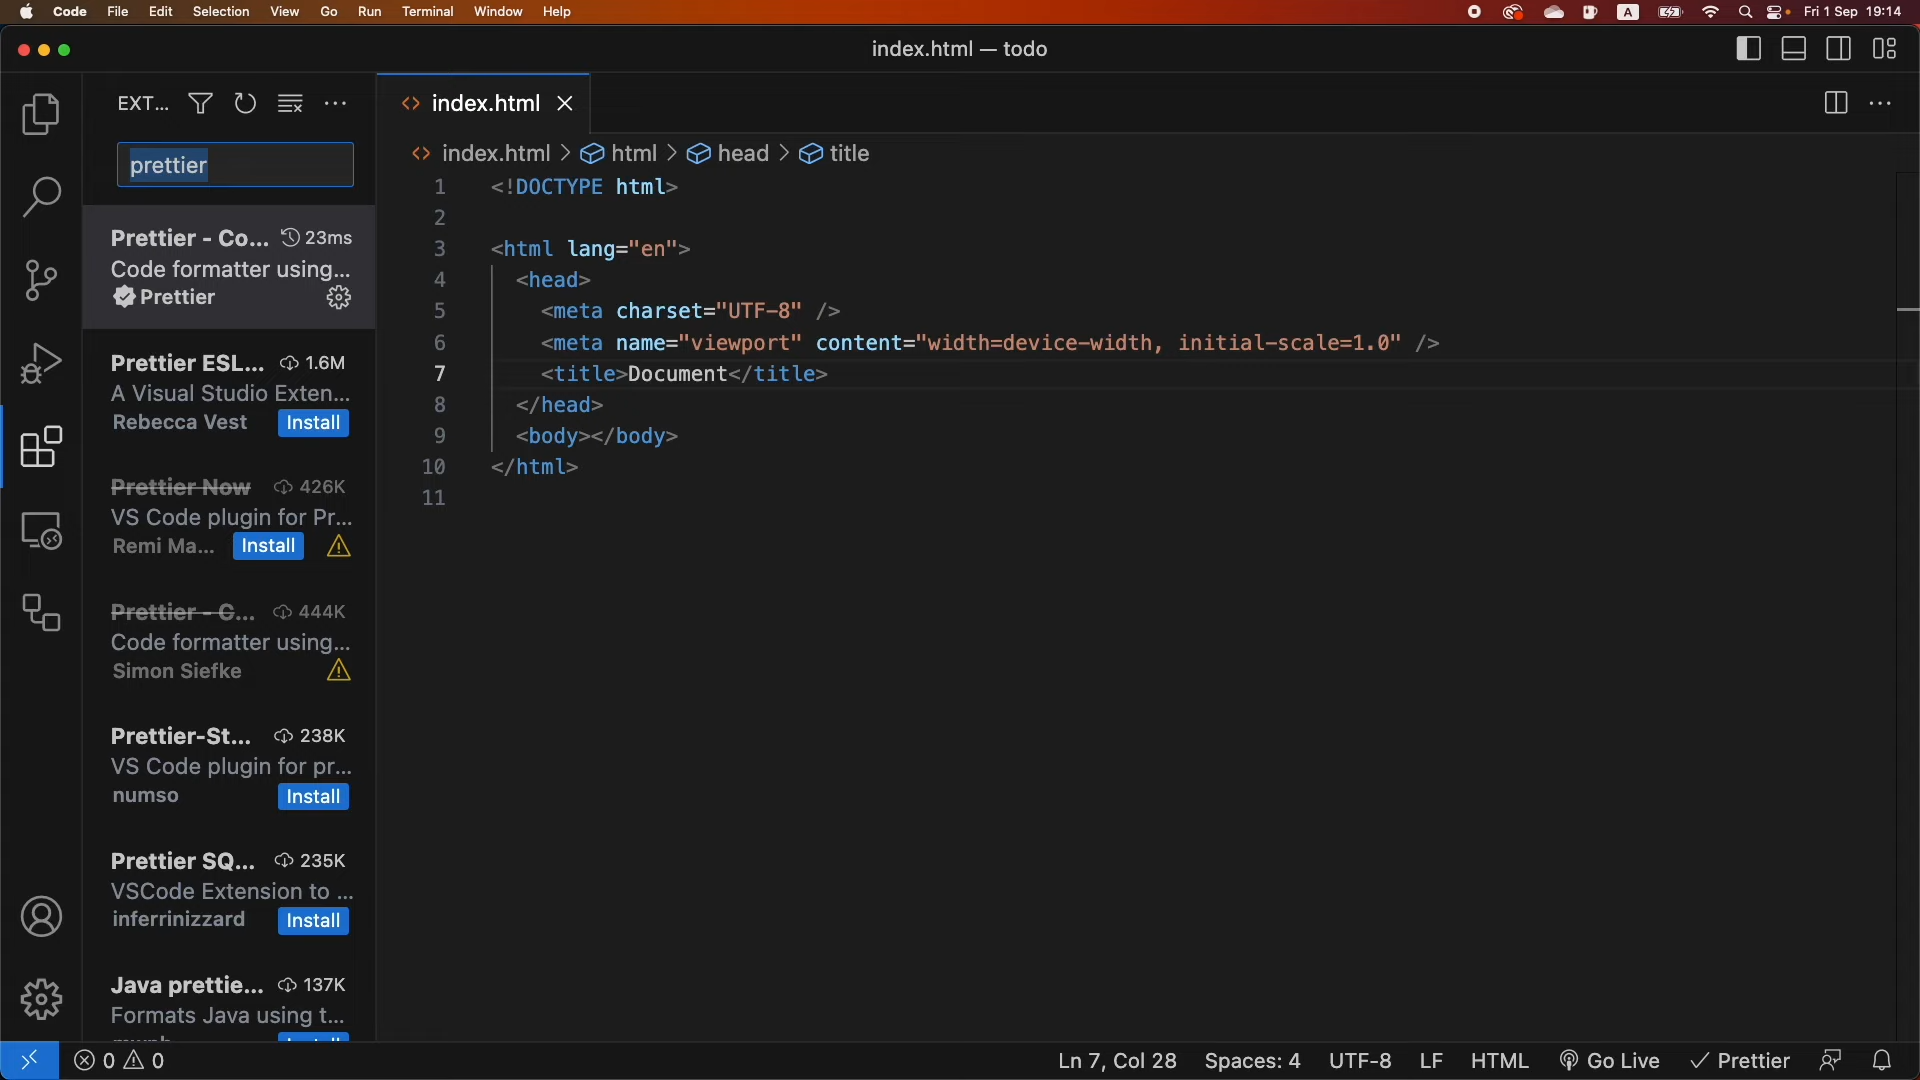 Code File Edit Selection View Go Run Terminal Window Help A Fri 1 Sep 19:14
index.html — todo
EXT...
prettier
Prettier - Co... 23ms
Code formatter using...
Prettier
Prettier ESL... 1.6M
A Visual Studio Exten...
Rebecca Vest Install
Prettier Now 426K
VS Code plugin for Pr...
Remi Ma... Install
Prettier - C... 444K
Code formatter using...
Simon Siefke
Prettier-St... 238K
VS Code plugin for pr...
numso Install
Prettier SQ... 235K
VSCode Extension to ...
inferrinizzard Install
Java prettie... 137K
Formats Java using t...
index.html
index.html > html > head > title
1 <!DOCTYPE html>
2
3 <html lang="en">
4 <head>
5 <meta charset="UTF-8" />
6 <meta name="viewport" content="width=device-width, initial-scale=1.0" />
7 <title>Document</title>
8 </head>
9 <body></body>
10 </html>
11
0 0 Ln 7, Col 28 Spaces: 4 UTF-8 LF HTML Go Live Prettier